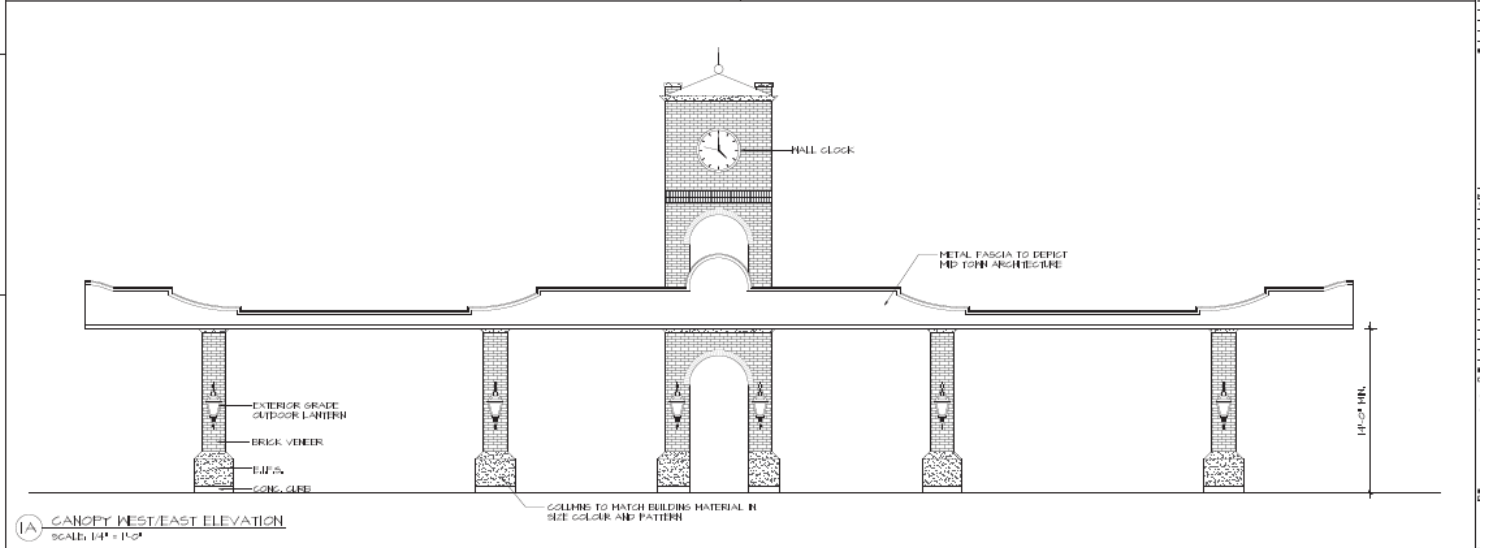 WALL CLOCK
METAL FASCIA TO DEPICT
MID TOWN ARCHITECTURE
EXTERIOR GRADE
OUTDOOR LANTERN
BRICK VENEER
E.I.F.S.
CONC. CURB
14'-0" MIN.
COLUMNS TO MATCH BUILDING MATERIAL IN
SIZE COLOUR AND PATTERN
1A CANOPY WEST/EAST ELEVATION
SCALE: 1/4" = 1'-0"